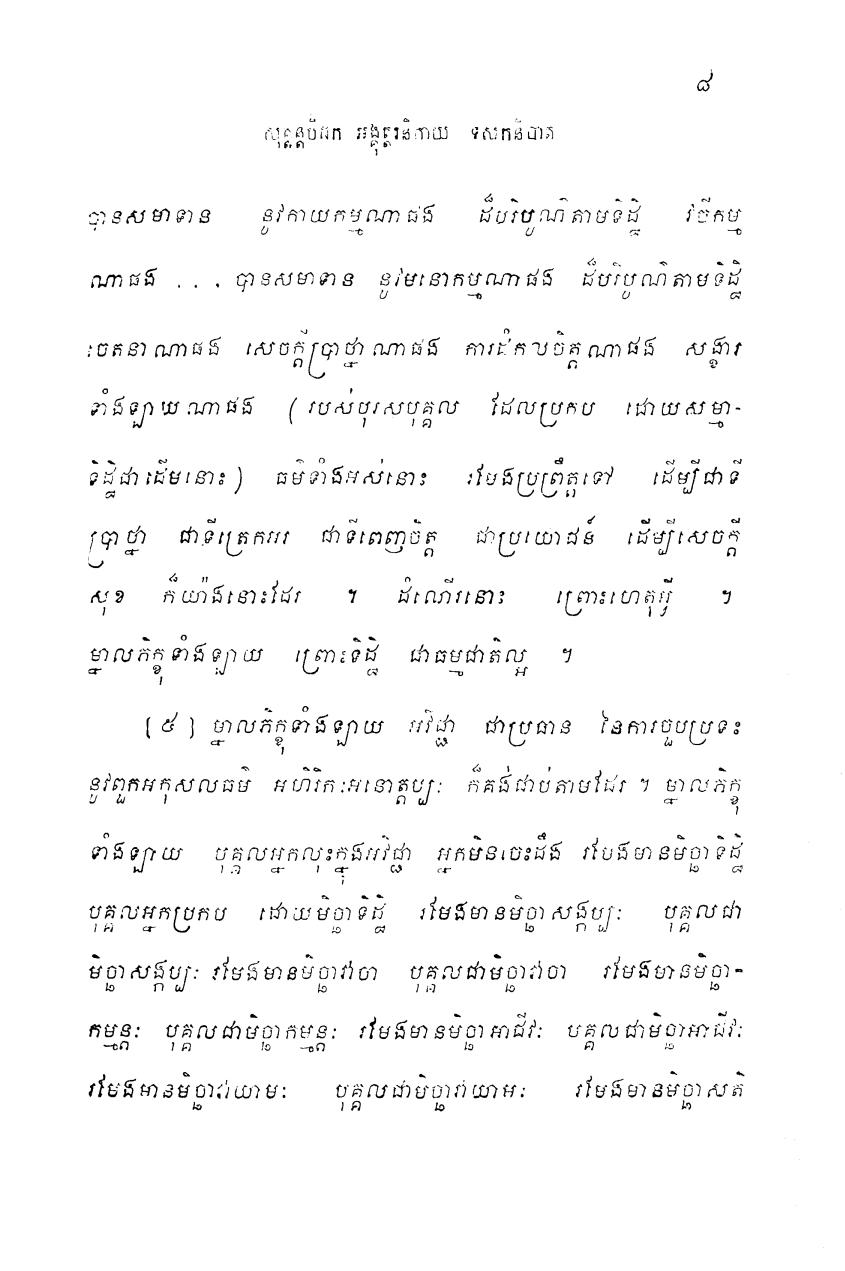 ៨
សុត្តន្តបិដក អង្គុត្តរនិកាយ ទសកនិបាត
បានសមាទាន នូវកាយកម្មណាផង ដ៏បរិបូណ៌តាមទិដ្ឋិ វចីកម្ម
ណាផង ... បានសមាទាន នូវមនោកម្មណាផង ដ៏បរិបូណ៌តាមទិដ្ឋិ
ចេតនាណាផង សេចក្តីប្រាថ្នាណាផង ការដំកល់ចិត្តណាផង សង្ខារ
ទាំងឡាយណាផង (របស់បុរសបុគ្គល ដែលប្រកប ដោយសម្មា-
ទិដ្ឋិជាដើមនោះ) ធម៌ទាំងអស់នោះ រមែងប្រព្រឹត្តទៅ ដើម្បីជាទី
ប្រាថ្នា ជាទីត្រេកអរ ជាទីពេញចិត្ត ជាប្រយោជន៍ ដើម្បីសេចក្តី
សុខ ក៏យ៉ាងនោះដែរ ។ ដំណើរនោះ ព្រោះហេតុអ្វី ។
ម្នាលភិក្ខុទាំងឡាយ ព្រោះទិដ្ឋិ ជាធម្មជាតិល្អ ។
[៥] ម្នាលភិក្ខុទាំងឡាយ អវិជ្ជា ជាប្រធាន នៃការចួបប្រទះ
នូវពួកអកុសលធម៌ អហិរិកៈអនោត្តប្បៈ ក៏គង់ជាប់តាមដែរ ។ ម្នាលភិក្ខុ
ទាំងឡាយ បុគ្គលអ្នកលុះក្នុងអវិជ្ជា អ្នកមិនចេះដឹង រមែងមានមិច្ឆាទិដ្ឋិ
បុគ្គលអ្នកប្រកប ដោយមិច្ឆាទិដ្ឋិ រមែងមានមិច្ឆាសង្កប្បៈ បុគ្គលជា
មិច្ឆាសង្កប្បៈ រមែងមានមិច្ឆាវាចា បុគ្គលជាមិច្ឆាវាចា រមែងមានមិច្ឆា-
កម្មន្តៈ បុគ្គលជាមិច្ឆាកម្មន្តៈ រមែងមានមិច្ឆាអាជីវៈ បុគ្គលជាមិច្ឆាអាជីវៈ
រមែងមានមិច្ឆាវាយាមៈ បុគ្គលជាមិច្ឆាវាយាមៈ រមែងមានមិច្ឆាសតិ